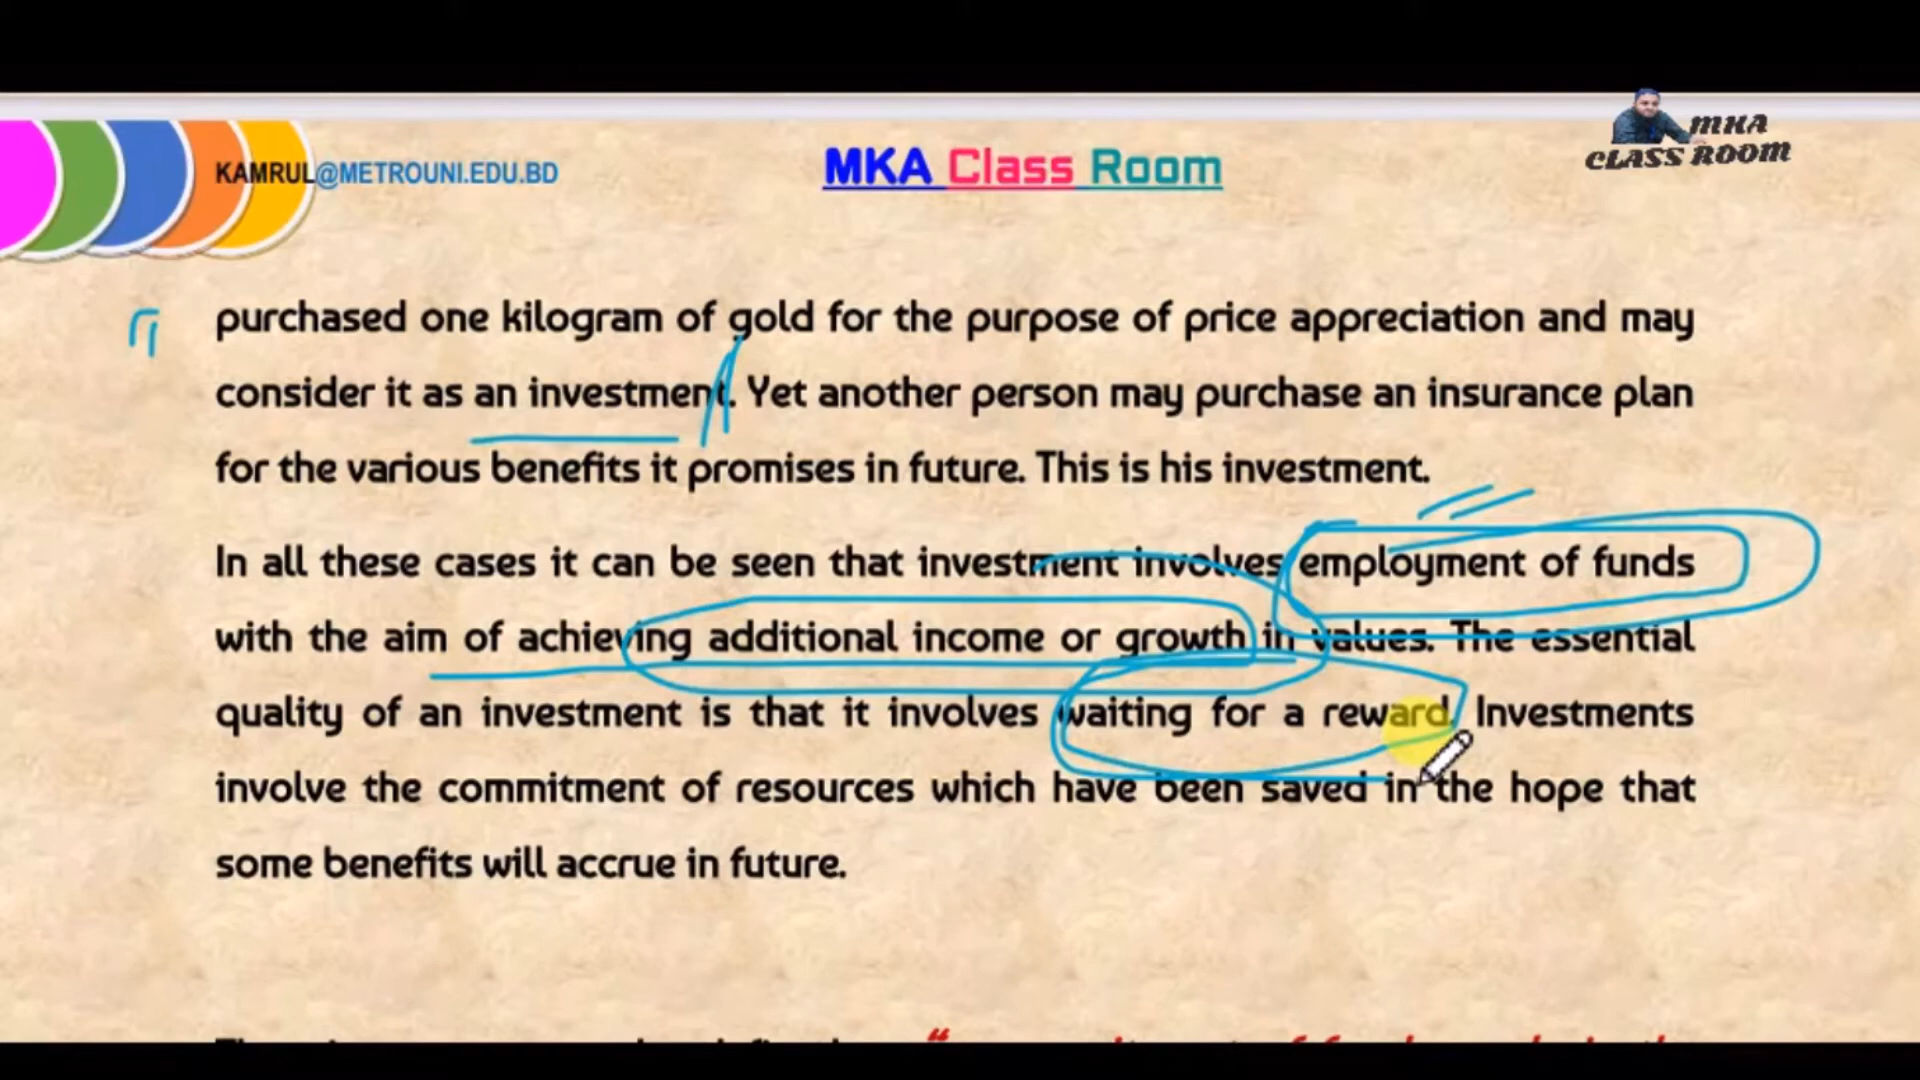 KAMRUL@METROUNI.EDU.BD
MKA Class Room
MKA
CLASS ROOM
purchased one kilogram of gold for the purpose of price appreciation and may
consider it as an investment. Yet another person may purchase an insurance plan
for the various benefits it promises in future. This is his investment.
In all these cases it can be seen that investment involves employment of funds
with the aim of achieving additional income or growth in values. The essential
quality of an investment is that it involves waiting for a reward. Investments
involve the commitment of resources which have been saved in the hope that
some benefits will accrue in future.